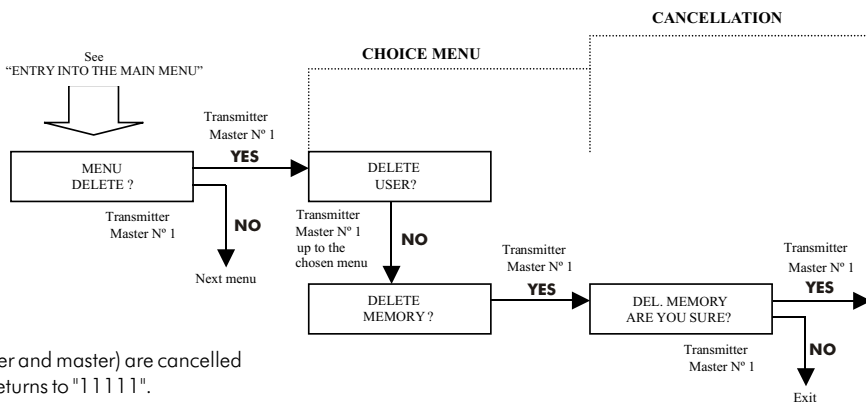 CANCELLATION
CHOICE MENU
See
“ENTRY INTO THE MAIN MENU”
Transmitter
Master Nº 1
YES
MENU
DELETE ?
DELETE
USER?
Transmitter
Master Nº 1
NO
Next menu
Transmitter
Master Nº 1
up to the
chosen menu
NO
DELETE
MEMORY ?
Transmitter
Master Nº 1
YES
DEL. MEMORY
ARE YOU SURE?
Transmitter
Master Nº 1
YES
Transmitter
Master Nº 1
NO
Exit
er and master) are cancelled
eturns to "11111".